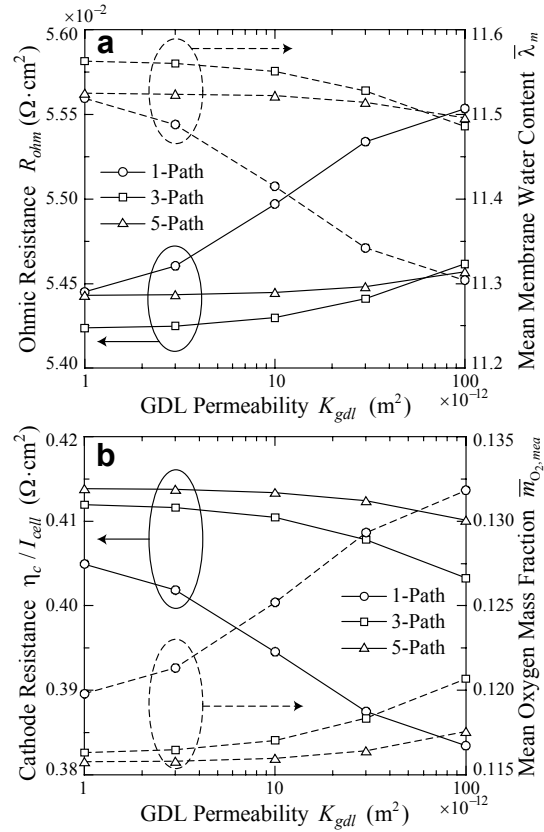 ×10⁻²
5.60
5.55
5.50
5.45
5.40
Ohmic Resistance R_ohm (Ω·cm²)
a
1-Path
3-Path
5-Path
11.6
11.5
11.4
11.3
11.2
Mean Membrane Water Content λ̄_m
1
10
100
×10⁻¹²
GDL Permeability K_gdl (m²)
0.42
0.41
0.40
0.39
0.38
Cathode Resistance η_c / I_cell (Ω·cm²)
b
1-Path
3-Path
5-Path
0.135
0.130
0.125
0.120
0.115
Mean Oxygen Mass Fraction m̄_O₂,mea
1
10
100
×10⁻¹²
GDL Permeability K_gdl (m²)